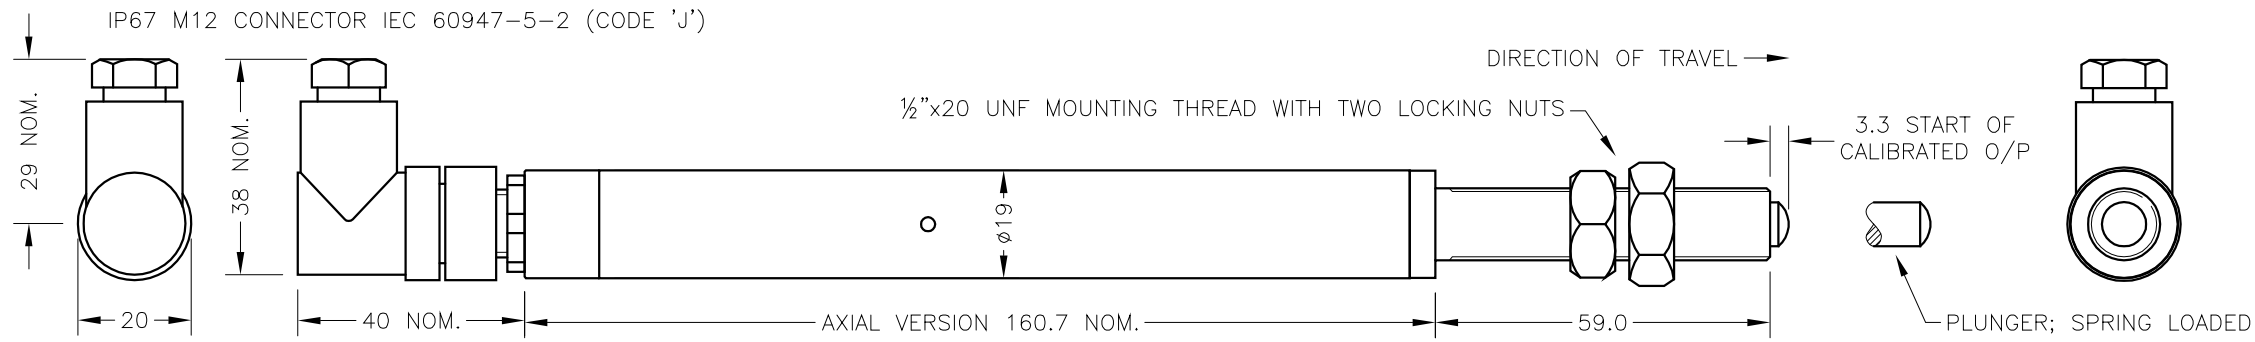 IP67 M12 CONNECTOR IEC 60947-5-2 (CODE 'J')
DIRECTION OF TRAVEL
½"x20 UNF MOUNTING THREAD WITH TWO LOCKING NUTS
3.3 START OF
CALIBRATED O/P
29 NOM.
38 NOM.
ø19
20
40 NOM.
AXIAL VERSION 160.7 NOM.
59.0
PLUNGER; SPRING LOADED